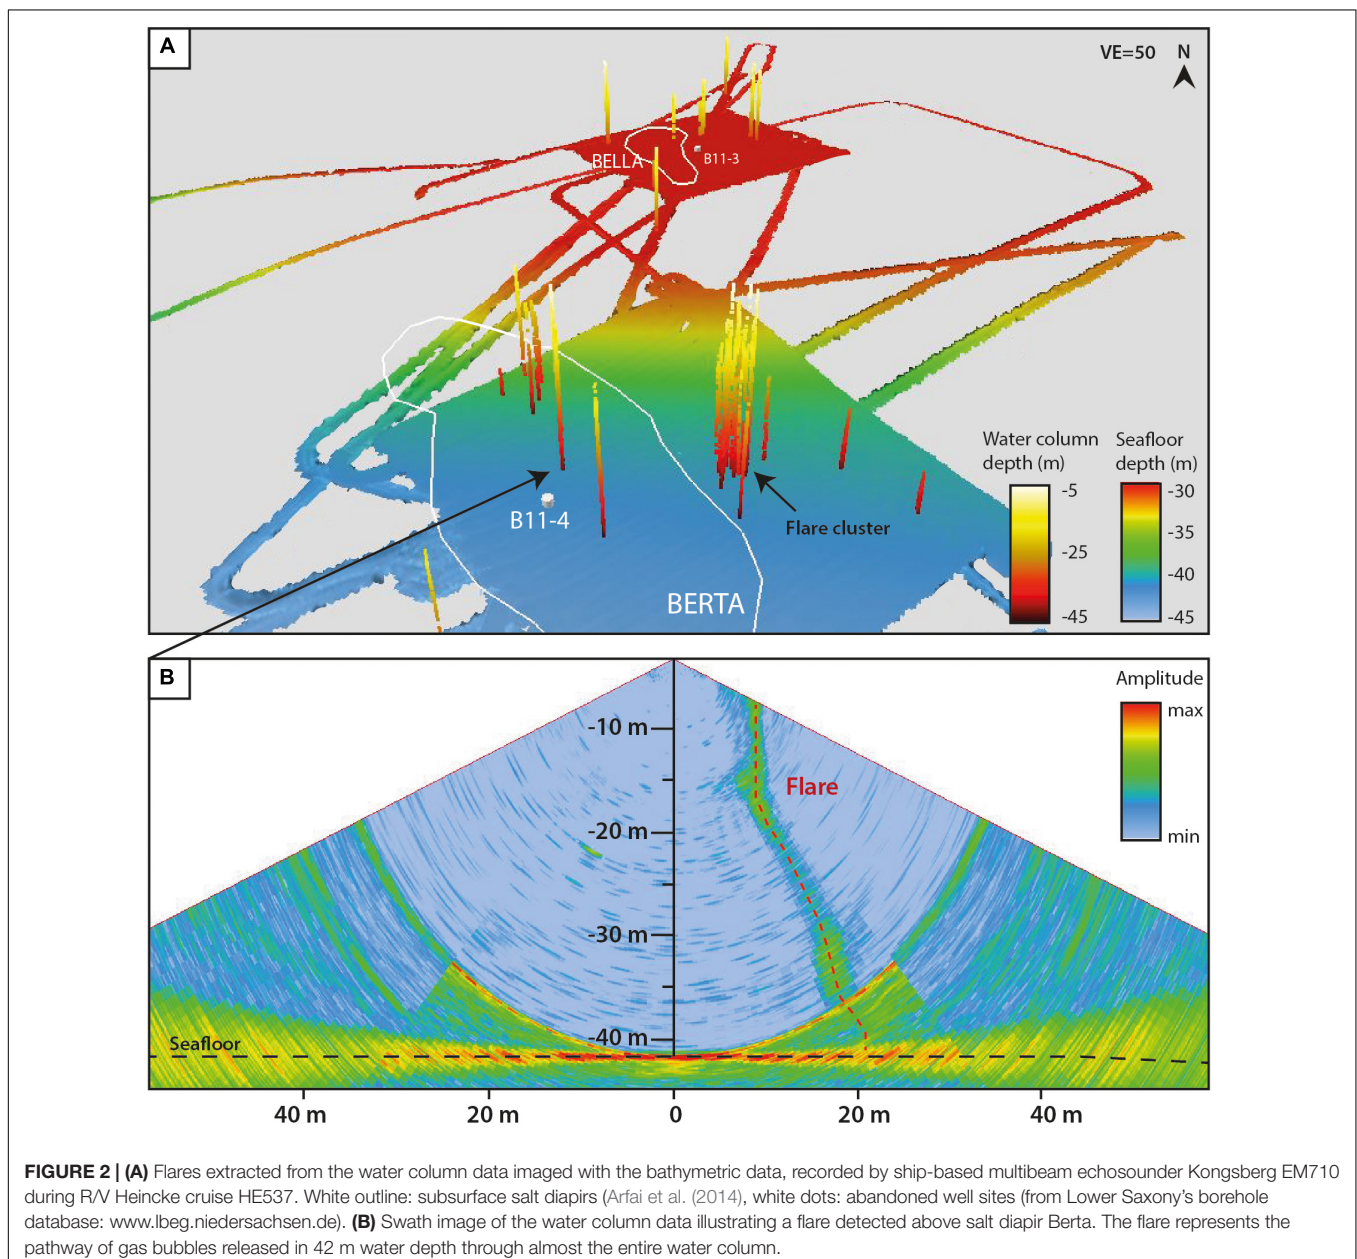 A
VE=50 N
BELLA
B11-3
Water column
depth (m)
-5
-25
-45
Seafloor
depth (m)
-30
-35
-40
-45
B11-4
Flare cluster
BERTA
B
Amplitude
max
min
-10 m
Flare
-20 m
-30 m
-40 m
Seafloor
40 m 20 m 0 20 m 40 m
FIGURE 2 | (A) Flares extracted from the water column data imaged with the bathymetric data, recorded by ship-based multibeam echosounder Kongsberg EM710
during R/V Heincke cruise HE537. White outline: subsurface salt diapirs (Arfai et al. (2014), white dots: abandoned well sites (from Lower Saxony's borehole
database: www.lbeg.niedersachsen.de). (B) Swath image of the water column data illustrating a flare detected above salt diapir Berta. The flare represents the
pathway of gas bubbles released in 42 m water depth through almost the entire water column.